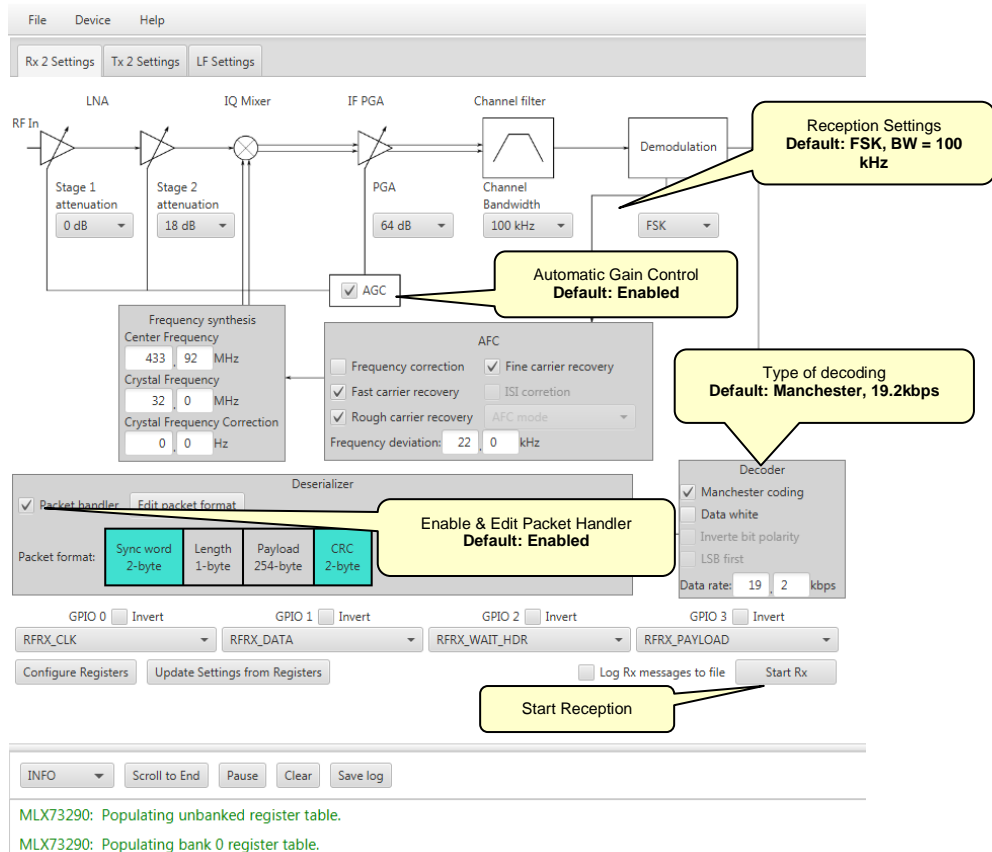 File Device Help
Rx 2 Settings Tx 2 Settings LF Settings
LNA IQ Mixer IF PGA Channel filter
RF In
Demodulation
Reception Settings
Default: FSK, BW = 100
kHz
Stage 1
attenuation
0 dB
Stage 2
attenuation
18 dB
PGA
64 dB
Channel
Bandwidth
100 kHz
FSK
AGC
Automatic Gain Control
Default: Enabled
Frequency synthesis
Center Frequency
433 , 92 MHz
Crystal Frequency
32 , 0 MHz
Crystal Frequency Correction
0 , 0 Hz
AFC
Frequency correction Fine carrier recovery
Fast carrier recovery ISI corretion
Rough carrier recovery AFC mode
Frequency deviation: 22 , 0 kHz
Type of decoding
Default: Manchester, 19.2kbps
Deserializer
Packet handler Edit packet format
Enable & Edit Packet Handler
Default: Enabled
Packet format:
Sync word
2-byte
Length
1-byte
Payload
254-byte
CRC
2-byte
Decoder
Manchester coding
Data white
Inverte bit polarity
LSB first
Data rate: 19 , 2 kbps
GPIO 0 Invert GPIO 1 Invert GPIO 2 Invert GPIO 3 Invert
RFRX_CLK RFRX_DATA RFRX_WAIT_HDR RFRX_PAYLOAD
Configure Registers Update Settings from Registers Log Rx messages to file Start Rx
Start Reception
INFO Scroll to End Pause Clear Save log
MLX73290: Populating unbanked register table.
MLX73290: Populating bank 0 register table.